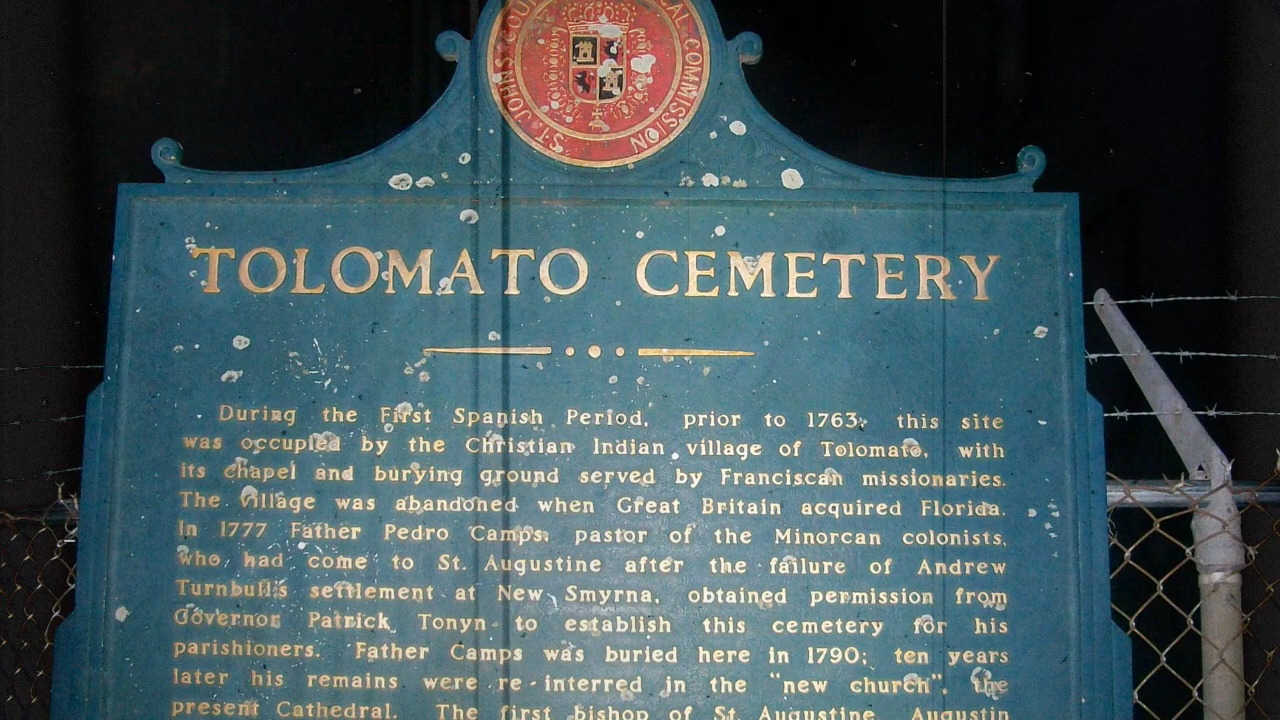 ST. JOHNS COU CAL COMMISSION
TOLOMATO CEMETERY
During the First Spanish Period, prior to 1763, this site
was occupied by the Christian Indian village of Tolomato, with
its chapel and burying ground served by Franciscan missionaries.
The village was abandoned when Great Britain acquired Florida.
In 1777 Father Pedro Camps, pastor of the Minorcan colonists,
who had come to St. Augustine after the failure of Andrew
Turnbull's settlement at New Smyrna, obtained permission from
Governor Patrick Tonyn to establish this cemetery for his
parishioners. Father Camps was buried here in 1790; ten years
later his remains were re-interred in the "new church", the
present Cathedral. The first bishop of St. Augustine, Augustin